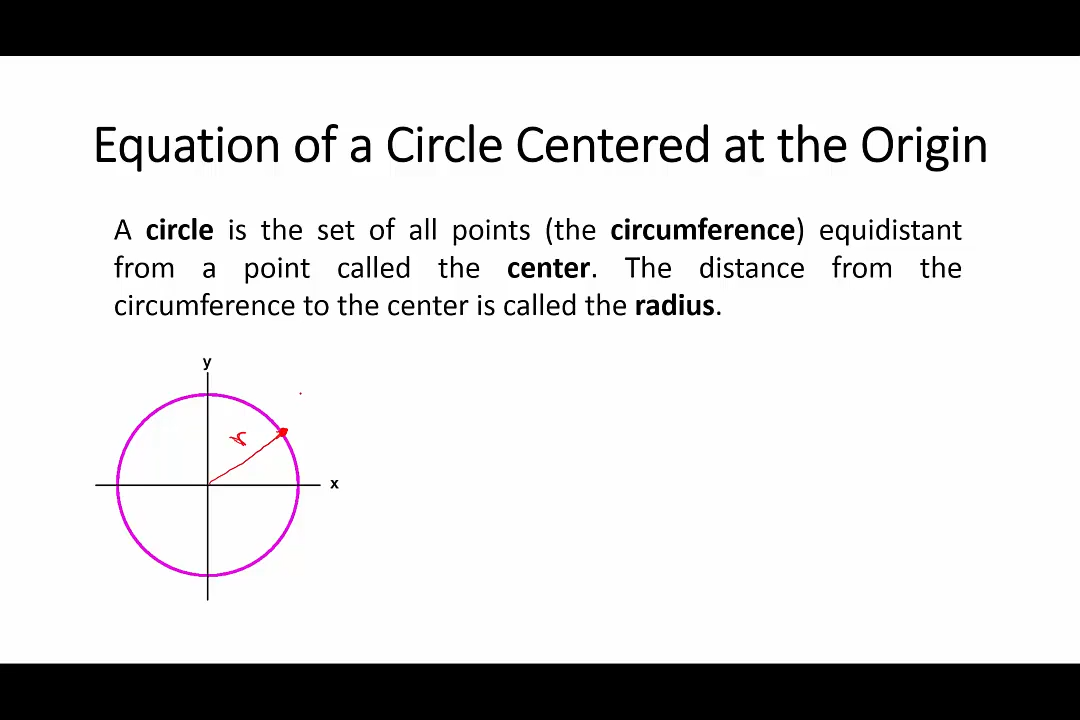 Equation of a Circle Centered at the Origin
A circle is the set of all points (the circumference) equidistant
from a point called the center. The distance from the
circumference to the center is called the radius.
y
r
x